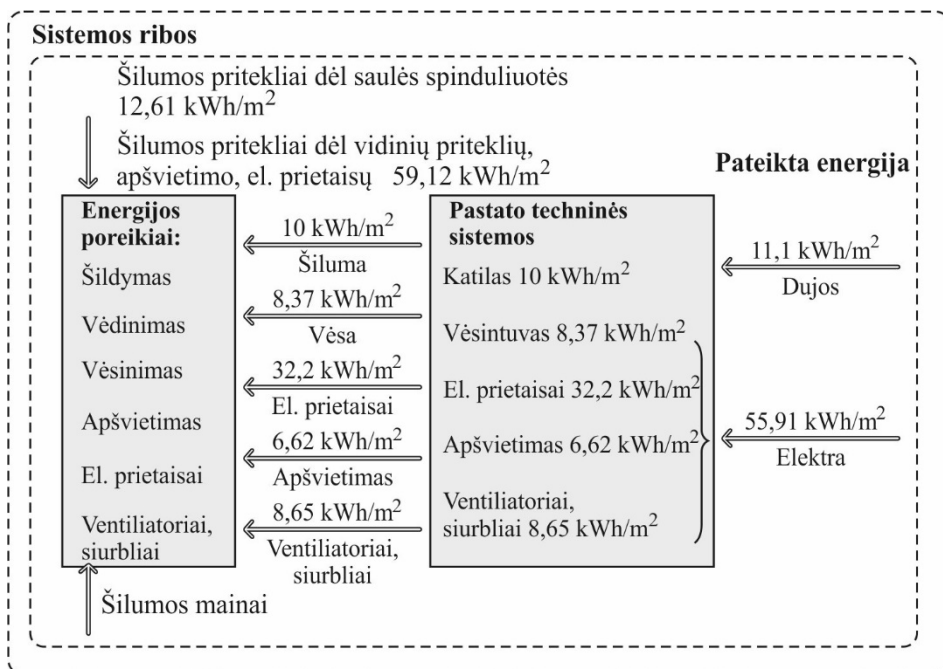 Sistemos ribos
Šilumos pritekliai dėl saulės spinduliuotės
12,61 kWh/m²
Šilumos pritekliai dėl vidinių priteklių,
apšvietimo, el. prietaisų 59,12 kWh/m²
Pateikta energija
Energijos
poreikiai:
Šildymas
Vėdinimas
Vėsinimas
Apšvietimas
El. prietaisai
Ventiliatoriai,
siurbliai
10 kWh/m²
Šiluma
8,37 kWh/m²
Vėsa
32,2 kWh/m²
El. prietaisai
6,62 kWh/m²
Apšvietimas
8,65 kWh/m²
Ventiliatoriai,
siurbliai
Pastato techninės
sistemos
Katilas 10 kWh/m²
Vėsintuvas 8,37 kWh/m²
El. prietaisai 32,2 kWh/m²
Apšvietimas 6,62 kWh/m²
Ventiliatoriai,
siurbliai 8,65 kWh/m²
11,1 kWh/m²
Dujos
55,91 kWh/m²
Elektra
Šilumos mainai